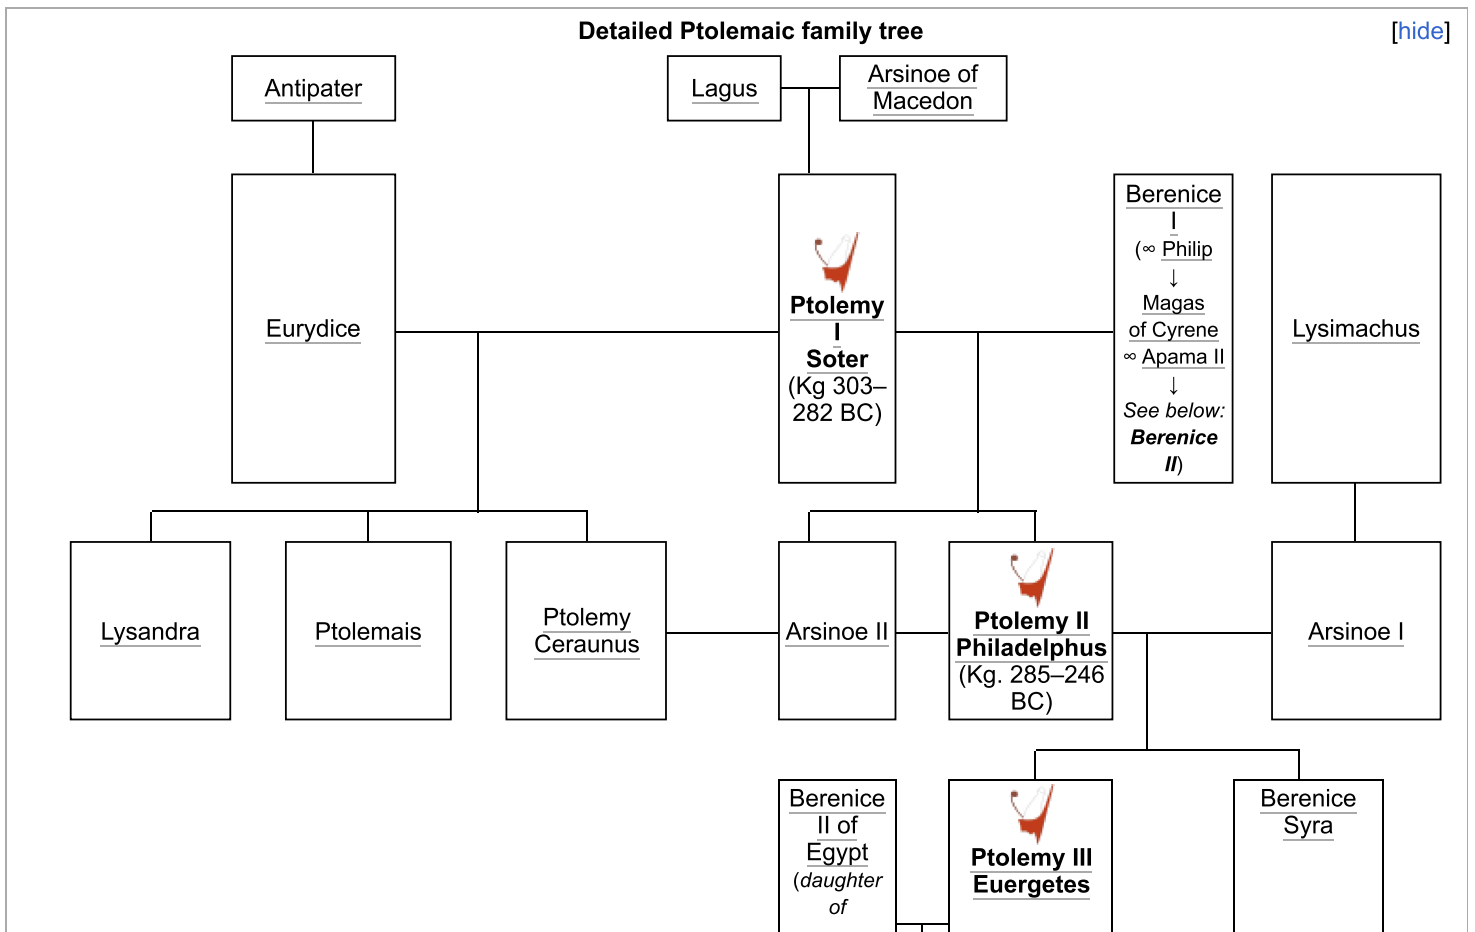 Detailed Ptolemaic family tree
[hide]
Antipater
Lagus
Arsinoe of
Macedon
Eurydice
Ptolemy
I
Soter
(Kg 303–
282 BC)
Berenice
I
(∞ Philip
↓
Magas
of Cyrene
∞ Apama II
↓
See below:
Berenice
II)
Lysimachus
Lysandra
Ptolemais
Ptolemy
Ceraunus
Arsinoe II
Ptolemy II
Philadelphus
(Kg. 285–246
BC)
Arsinoe I
Berenice
II of
Egypt
(daughter
of
Ptolemy III
Euergetes
Berenice
Syra